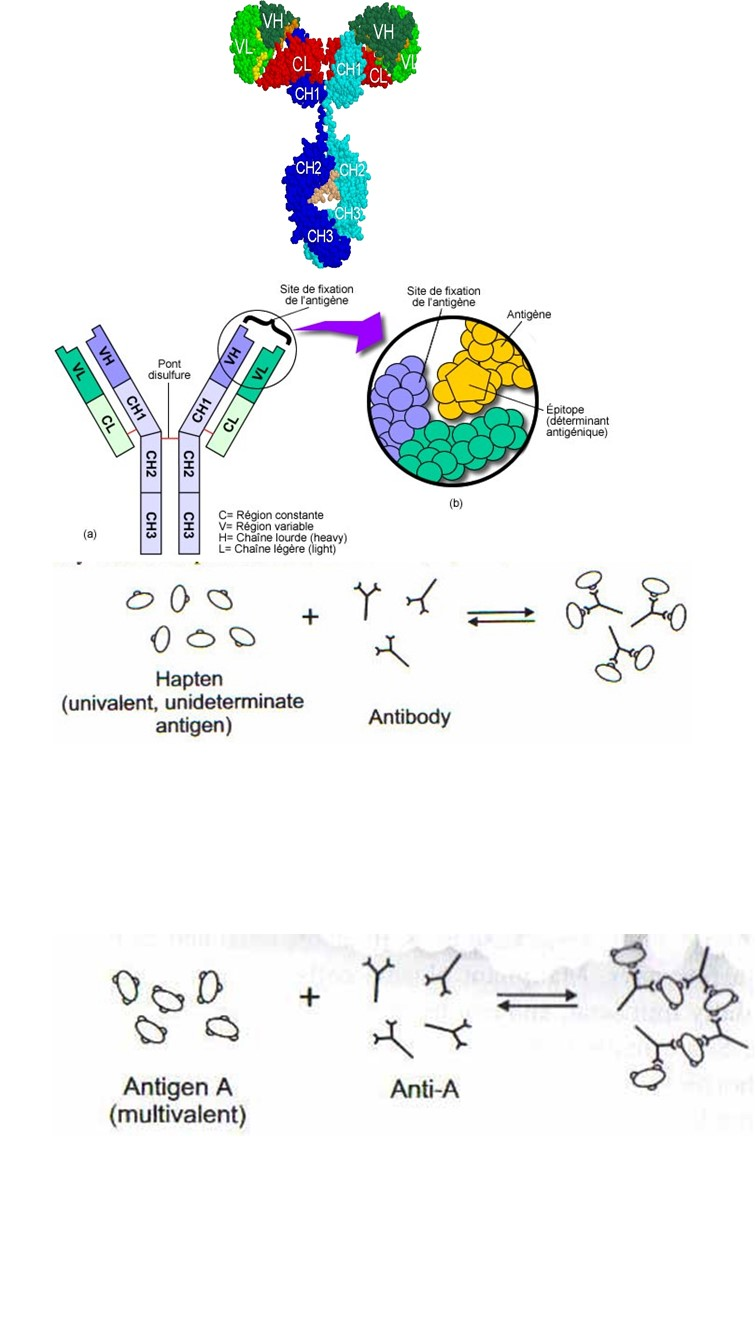 VH
VL
CL
CH1
CH1
VH
CL
VL
CH2
CH2
CH3
CH3
Site de fixation
de l'antigène
Pont
disulfure
VL
VH
CL
CH1
CH2
CH3
VH
VL
CH1
CL
CH2
CH3
(a)
C= Région constante
V= Région variable
H= Chaîne lourde (heavy)
L= Chaîne légère (light)
Site de fixation
de l'antigène
Antigène
Épitope
(déterminant
antigénique)
(b)
+
Hapten
(univalent, unideterminate
antigen)
Antibody
+
Antigen A
(multivalent)
Anti-A